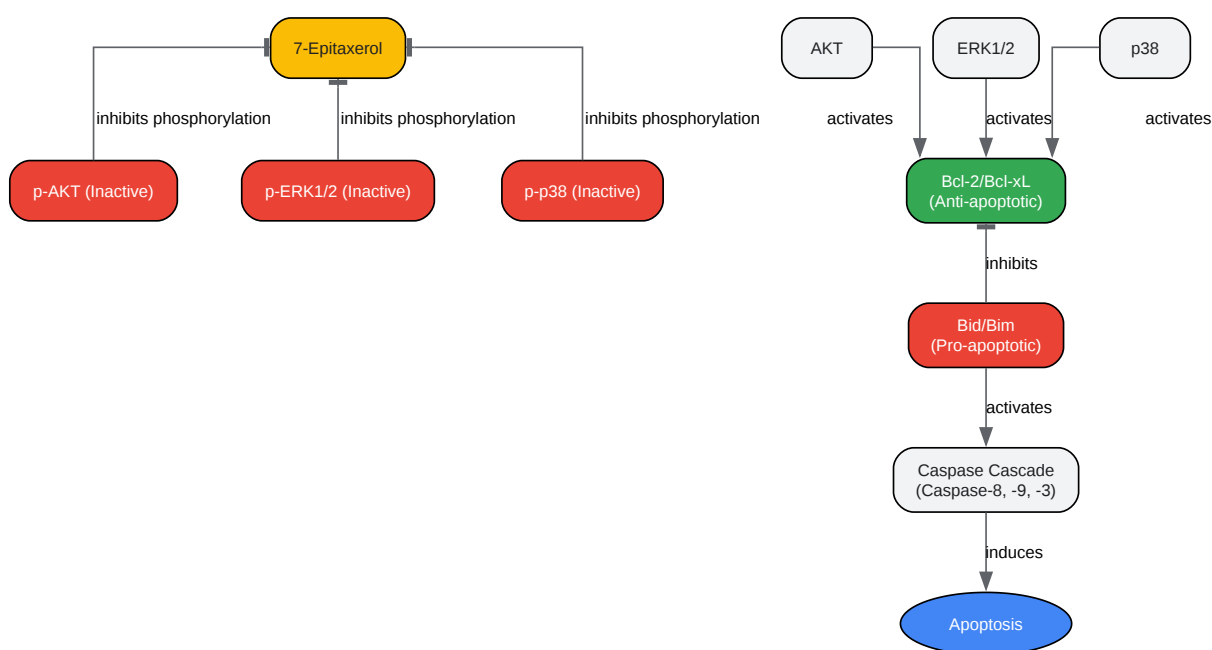 7-Epitaxerol
AKT
ERK1/2
p38
inhibits phosphorylation
inhibits phosphorylation
inhibits phosphorylation
activates
activates
activates
p-AKT (Inactive)
p-ERK1/2 (Inactive)
p-p38 (Inactive)
Bcl-2/Bcl-xL
(Anti-apoptotic)
inhibits
Bid/Bim
(Pro-apoptotic)
activates
Caspase Cascade
(Caspase-8, -9, -3)
induces
Apoptosis